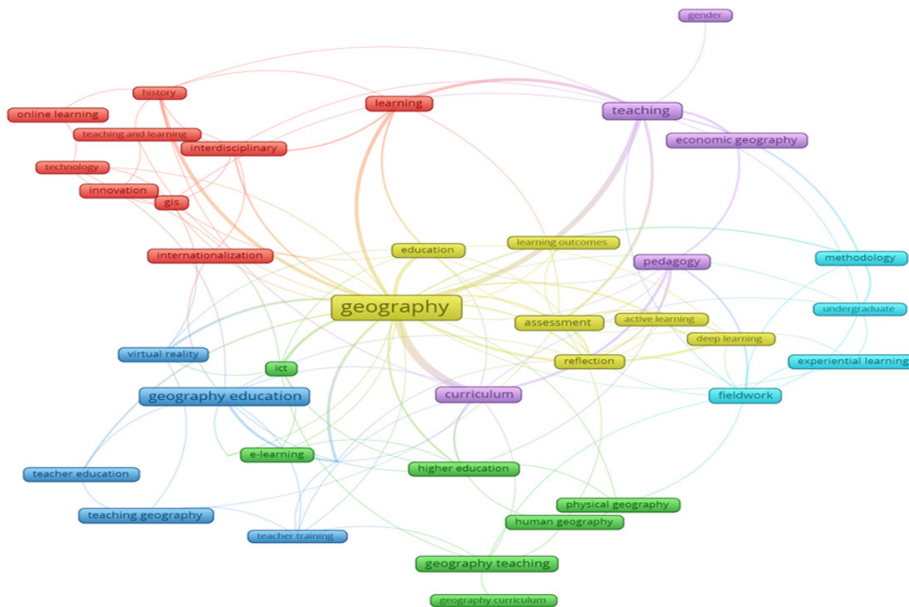 gender
history
learning
online learning
teaching
teaching and learning
economic geography
interdisciplinary
technology
innovation
gis
learning outcomes
education
internationalization
pedagogy
methodology
geography
undergraduate
assessment
active learning
deep learning
virtual reality
reflection
experiential learning
ict
geography education
curriculum
fieldwork
e-learning
higher education
teacher education
physical geography
teaching geography
human geography
teacher training
geography teaching
geography curriculum